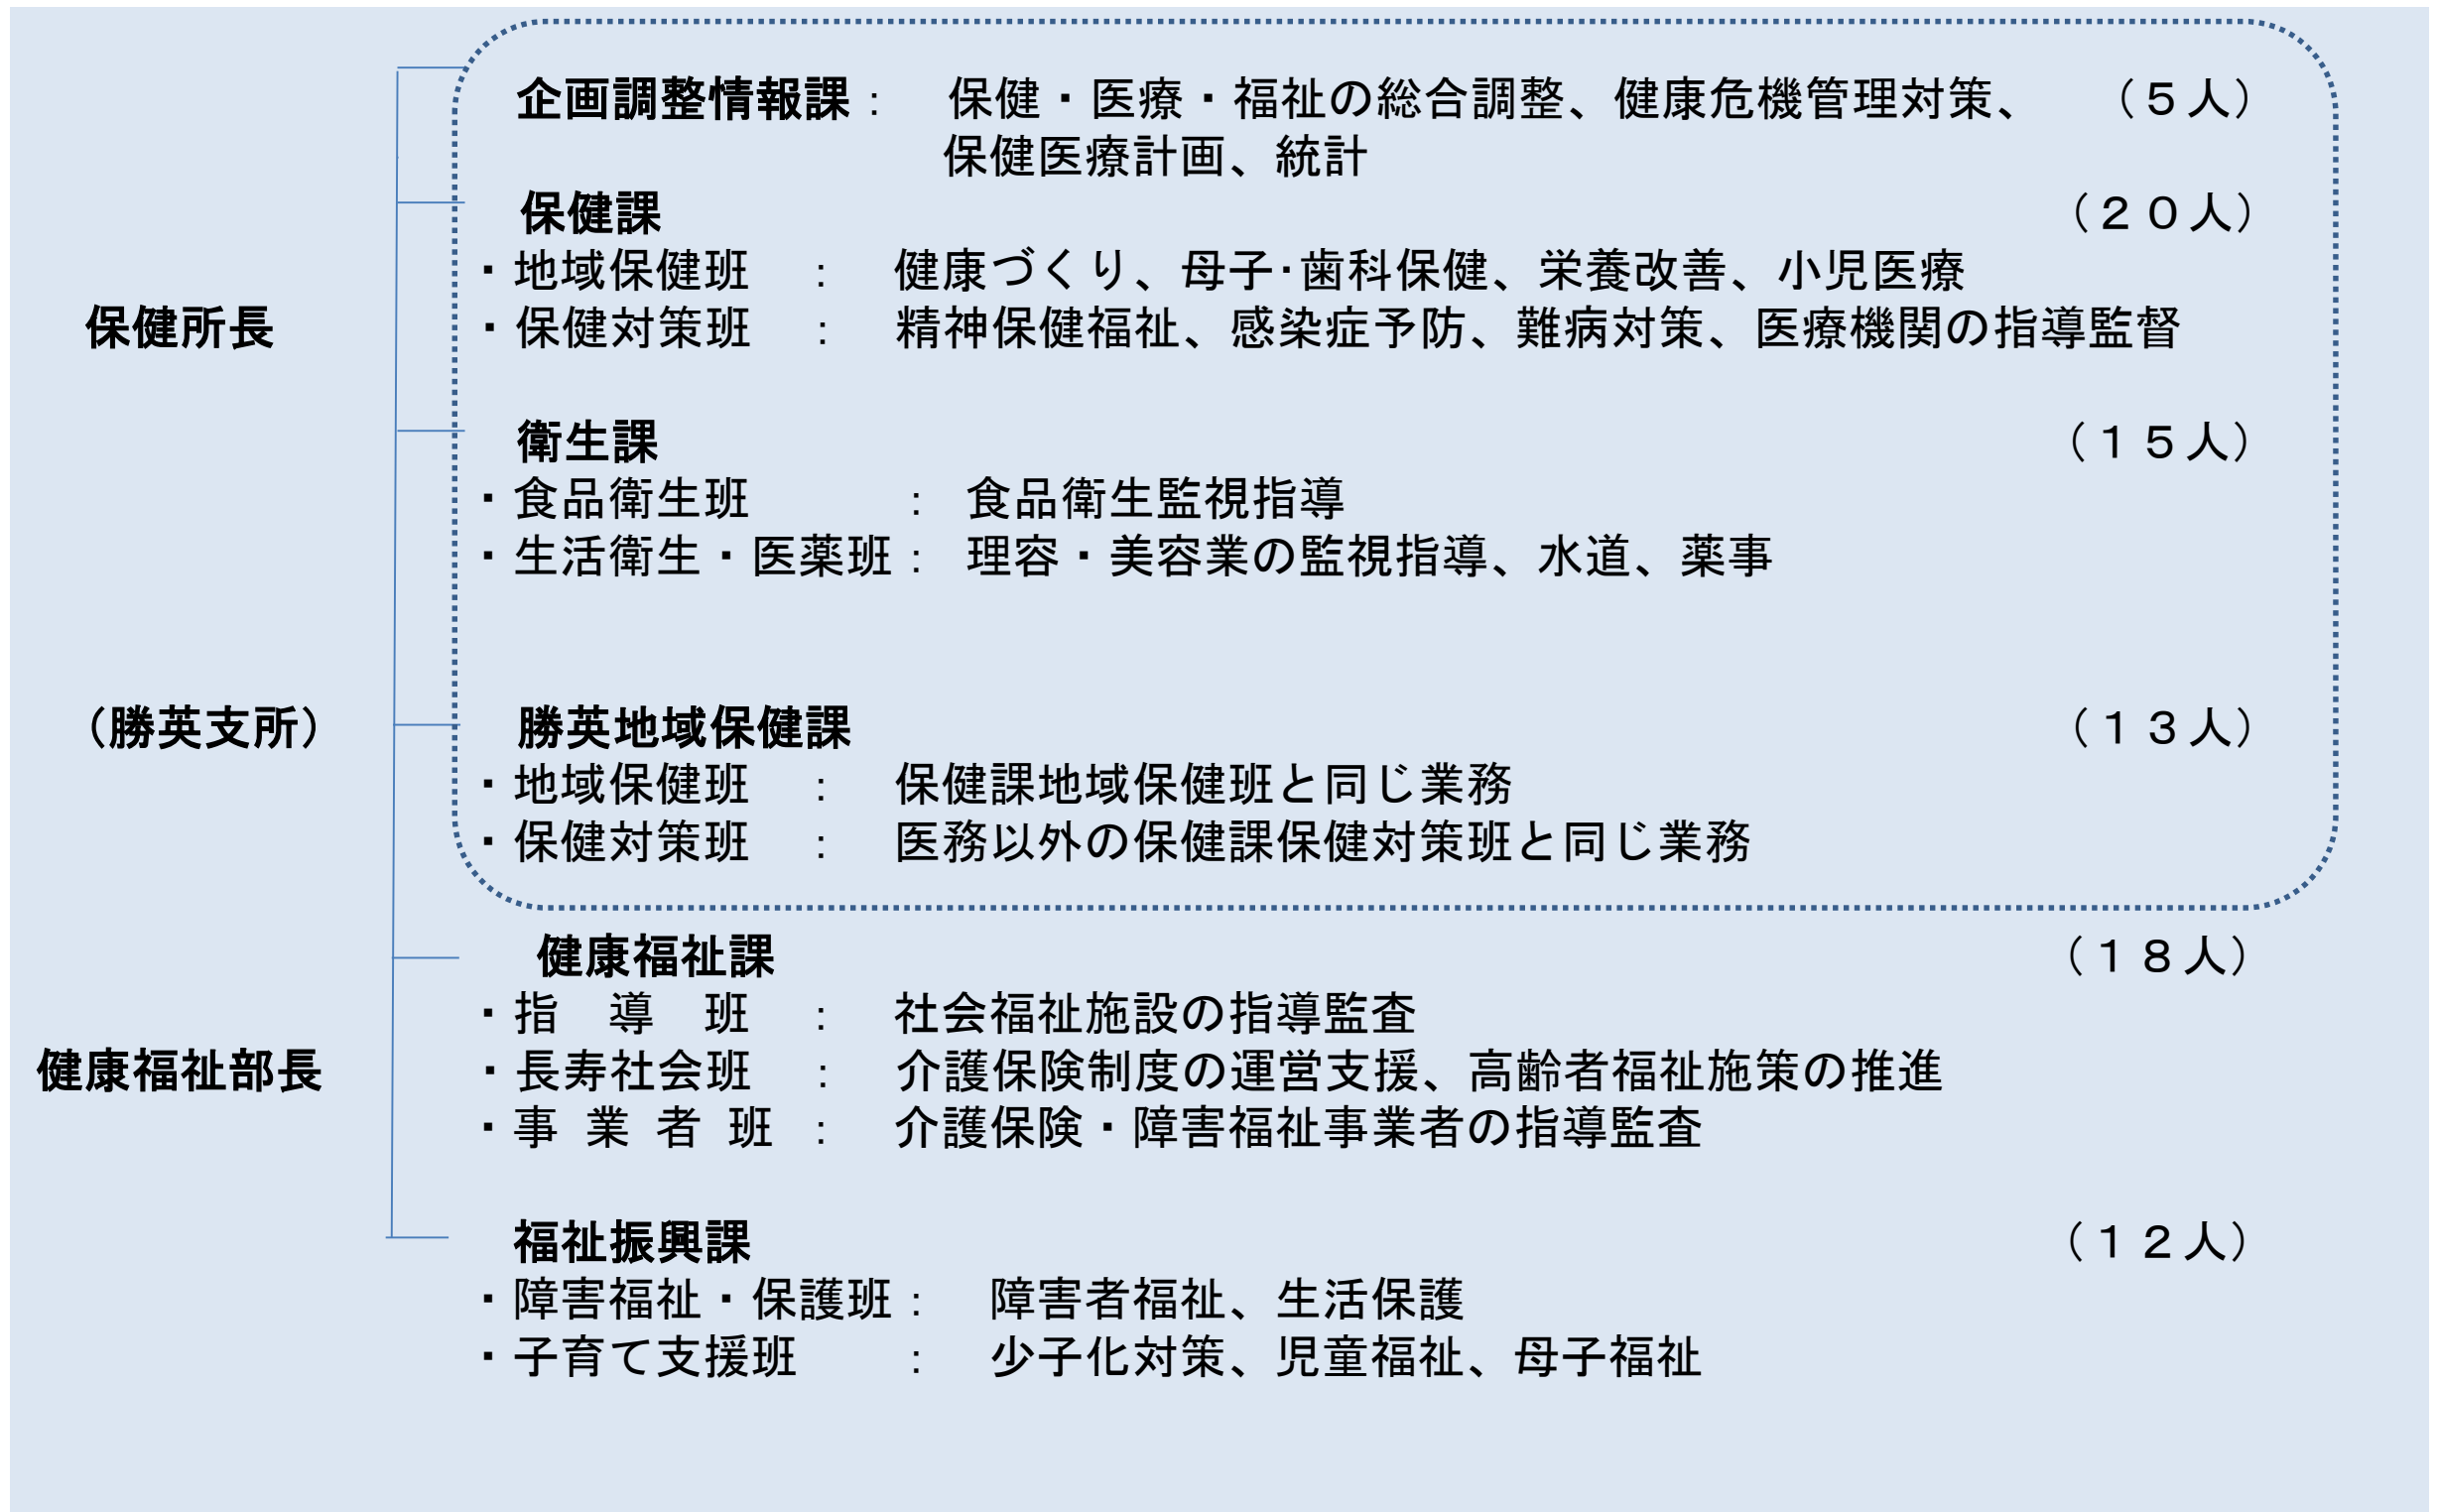 企画調整情報課： 保健・医療・福祉の総合調整、健康危機管理対策、 （５人）
保健医療計画、統計
保健課 （２０人）
・地域保健班 ： 健康づくり、母子･歯科保健、栄養改善、小児医療
保健所長 ・保健対策班 ： 精神保健福祉、感染症予防、難病対策、医療機関の指導監督
衛生課 （１５人）
・食品衛生班 ： 食品衛生監視指導
・生活衛生・医薬班： 理容・美容業の監視指導、水道、薬事
（勝英支所） 勝英地域保健課 （１３人）
・地域保健班 ： 保健課地域保健班と同じ業務
・保健対策班 ： 医務以外の保健課保健対策班と同じ業務
健康福祉課 （１８人）
・指 導 班 ： 社会福祉施設の指導監査
健康福祉部長 ・長寿社会班 ： 介護保険制度の運営支援、高齢者福祉施策の推進
・事 業 者 班 ： 介護保険・障害福祉事業者の指導監査
福祉振興課 （１２人）
・障害福祉・保護班： 障害者福祉、生活保護
・子育て支援班 ： 少子化対策、児童福祉、母子福祉